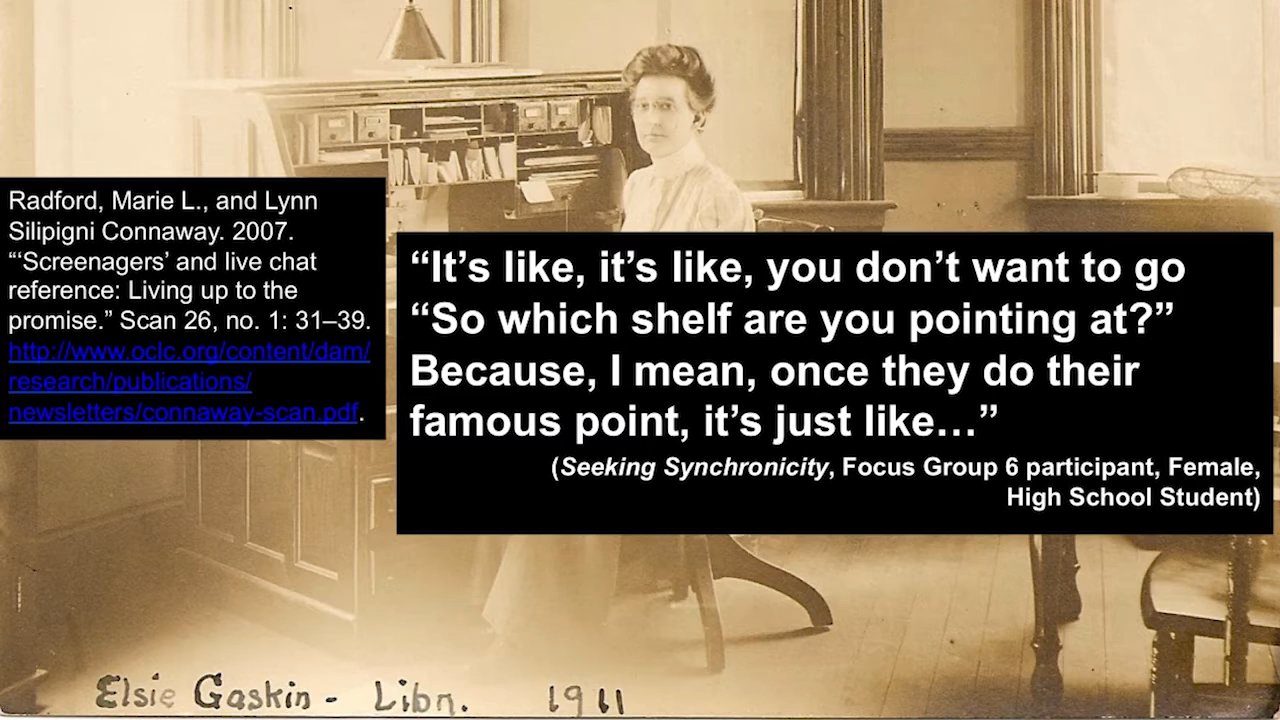 Radford, Marie L., and Lynn
Silipigni Connaway. 2007.
“‘Screenagers’ and live chat
reference: Living up to the
promise.” Scan 26, no. 1: 31–39.
http://www.oclc.org/content/dam/
research/publications/
newsletters/connaway-scan.pdf.
“It’s like, it’s like, you don’t want to go
“So which shelf are you pointing at?”
Because, I mean, once they do their
famous point, it’s just like…”
(Seeking Synchronicity, Focus Group 6 participant, Female,
High School Student)
Elsie Gaskin - Libn. 1911